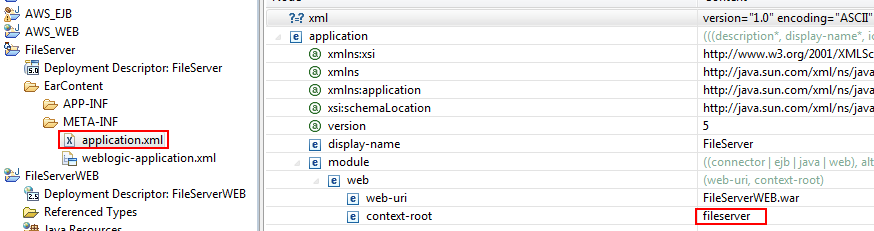 AWS_EJB
AWS_WEB
FileServer
Deployment Descriptor: FileServer
EarContent
APP-INF
META-INF
application.xml
weblogic-application.xml
FileServerWEB
Deployment Descriptor: FileServerWEB
Referenced Types
Java Resources
?=? xml version="1.0" encoding="ASCII"
application (((description*, display-name*, ic
xmlns:xsi http://www.w3.org/2001/XMLSc
xmlns http://java.sun.com/xml/ns/java
xmlns:application http://java.sun.com/xml/ns/java
xsi:schemaLocation http://java.sun.com/xml/ns/java
version 5
display-name FileServer
module ((connector | ejb | java | web), alt
web (web-uri, context-root)
web-uri FileServerWEB.war
context-root fileserver